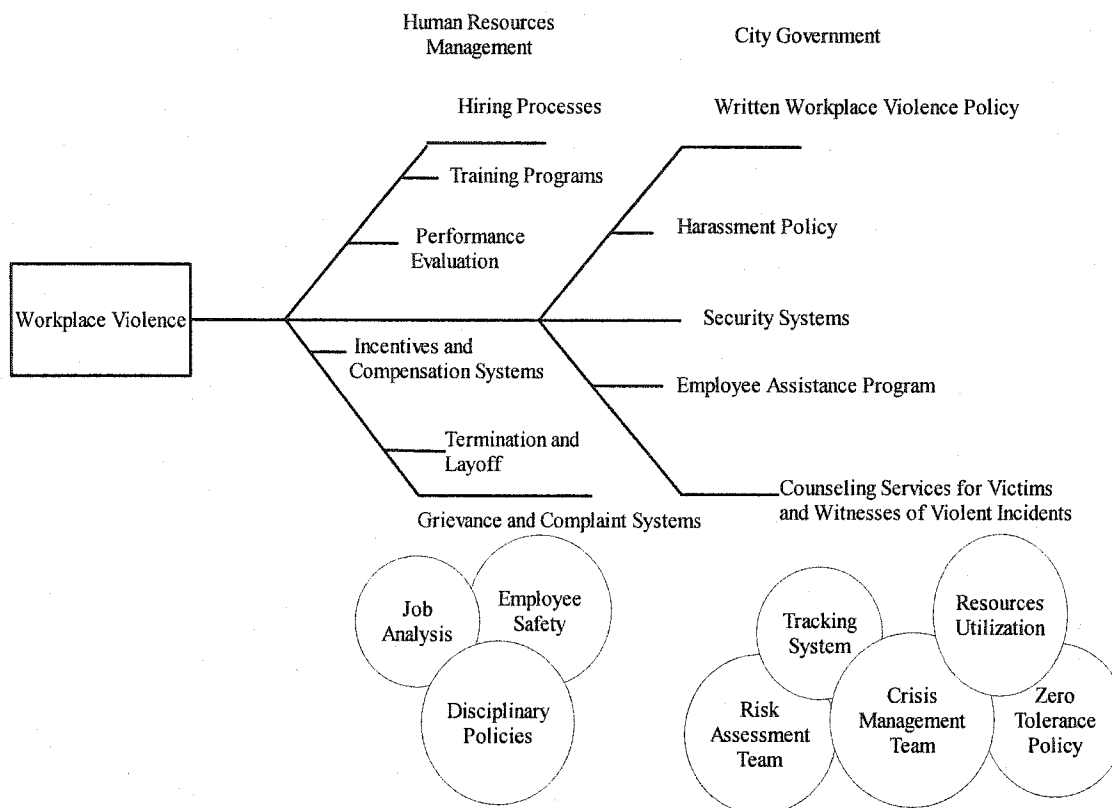 Human Resources
Management
City Government
Hiring Processes
Written Workplace Violence Policy
Training Programs
Harassment Policy
Performance
Evaluation
Workplace Violence
Security Systems
Incentives and
Compensation Systems
Employee Assistance Program
Termination and
Layoff
Counseling Services for Victims
and Witnesses of Violent Incidents
Grievance and Complaint Systems
Job
Analysis
Employee
Safety
Disciplinary
Policies
Tracking
System
Resources
Utilization
Risk
Assessment
Team
Crisis
Management
Team
Zero
Tolerance
Policy